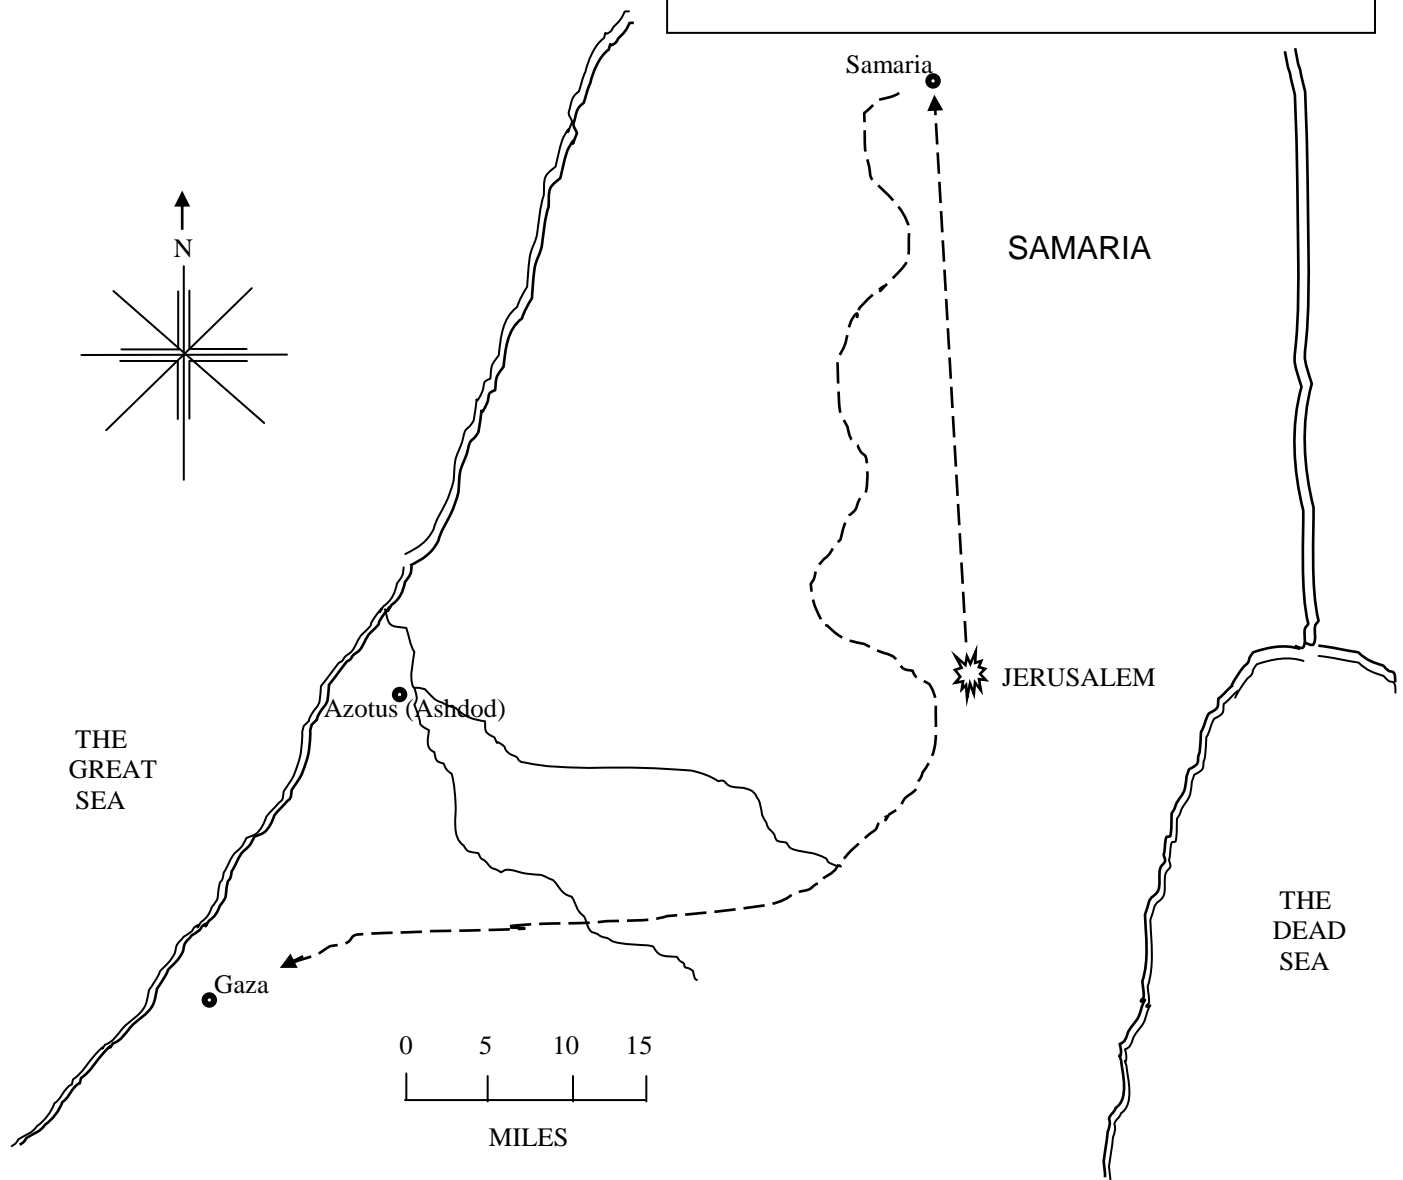 Samaria
N
SAMARIA
JERUSALEM
Azotus (Ashdod)
THE
GREAT
SEA
THE
DEAD
SEA
Gaza
0 5 10 15
MILES